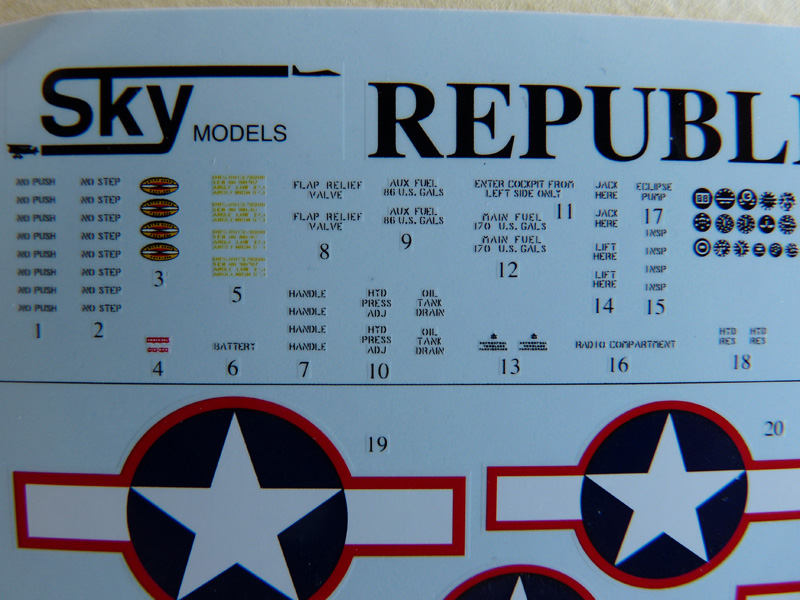 Sky MODELS
REPUBLI
NO PUSH
NO PUSH
NO PUSH
NO PUSH
NO PUSH
NO PUSH
NO PUSH
NO PUSH
1
NO STEP
NO STEP
NO STEP
NO STEP
NO STEP
NO STEP
NO STEP
NO STEP
2
3
4
5
BATTERY
6
FLAP RELIEF
VALVE
FLAP RELIEF
VALVE
8
HANDLE
HANDLE
HANDLE
HANDLE
7
AUX FUEL
86 U.S. GALS
AUX FUEL
86 U.S. GALS
9
HYD
PRESS
ADJ
HYD
PRESS
ADJ
10
OIL
TANK
DRAIN
OIL
TANK
DRAIN
ENTER COCKPIT FROM
LEFT SIDE ONLY
11
MAIN FUEL
170 U.S. GALS
MAIN FUEL
170 U.S. GALS
12
13
JACK
HERE
JACK
HERE
LIFT
HERE
LIFT
HERE
14
ECLIPSE
PUMP
17
INSP
INSP
INSP
INSP
15
RADIO COMPARTMENT
16
HYD
RES
HYD
RES
18
19
20